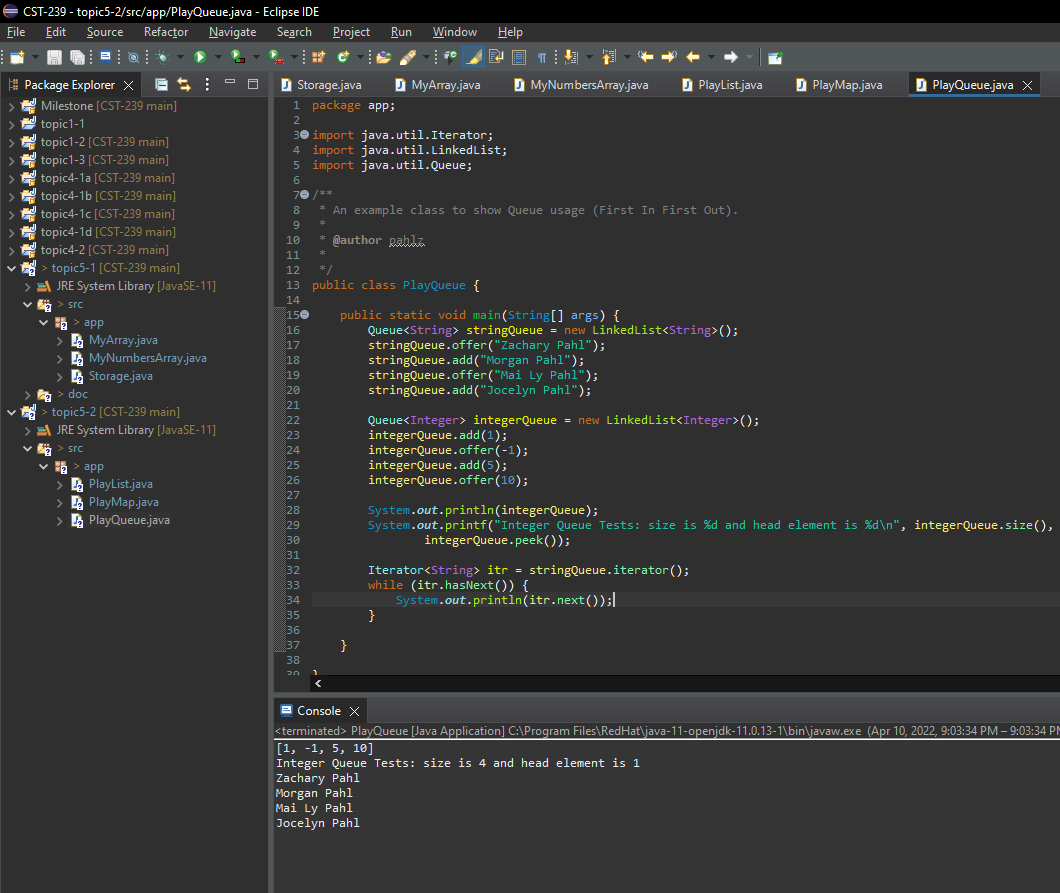 CST-239 - topic5-2/src/app/PlayQueue.java - Eclipse IDE
File Edit Source Refactor Navigate Search Project Run Window Help
Package Explorer
Milestone [CST-239 main]
topic1-1
topic1-2 [CST-239 main]
topic1-3 [CST-239 main]
topic4-1a [CST-239 main]
topic4-1b [CST-239 main]
topic4-1c [CST-239 main]
topic4-1d [CST-239 main]
topic4-2 [CST-239 main]
> topic5-1 [CST-239 main]
JRE System Library [JavaSE-11]
> src
> app
MyArray.java
MyNumbersArray.java
Storage.java
> doc
> topic5-2 [CST-239 main]
JRE System Library [JavaSE-11]
> src
> app
PlayList.java
PlayMap.java
PlayQueue.java
Storage.java MyArray.java MyNumbersArray.java PlayList.java PlayMap.java PlayQueue.java
1 package app;
2
3 import java.util.Iterator;
4 import java.util.LinkedList;
5 import java.util.Queue;
6
7 /**
8 * An example class to show Queue usage (First In First Out).
9 *
10 * @author pahlz
11 *
12 */
13 public class PlayQueue {
14
15 public static void main(String[] args) {
16 Queue<String> stringQueue = new LinkedList<String>();
17 stringQueue.offer("Zachary Pahl");
18 stringQueue.add("Morgan Pahl");
19 stringQueue.offer("Mai Ly Pahl");
20 stringQueue.add("Jocelyn Pahl");
21
22 Queue<Integer> integerQueue = new LinkedList<Integer>();
23 integerQueue.add(1);
24 integerQueue.offer(-1);
25 integerQueue.add(5);
26 integerQueue.offer(10);
27
28 System.out.println(integerQueue);
29 System.out.printf("Integer Queue Tests: size is %d and head element is %d\n", integerQueue.size(),
30 integerQueue.peek());
31
32 Iterator<String> itr = stringQueue.iterator();
33 while (itr.hasNext()) {
34 System.out.println(itr.next());
35 }
36
37 }
38
39 }
Console
<terminated> PlayQueue [Java Application] C:\Program Files\RedHat\java-11-openjdk-11.0.13-1\bin\javaw.exe (Apr 10, 2022, 9:03:34 PM – 9:03:34 PM
[1, -1, 5, 10]
Integer Queue Tests: size is 4 and head element is 1
Zachary Pahl
Morgan Pahl
Mai Ly Pahl
Jocelyn Pahl